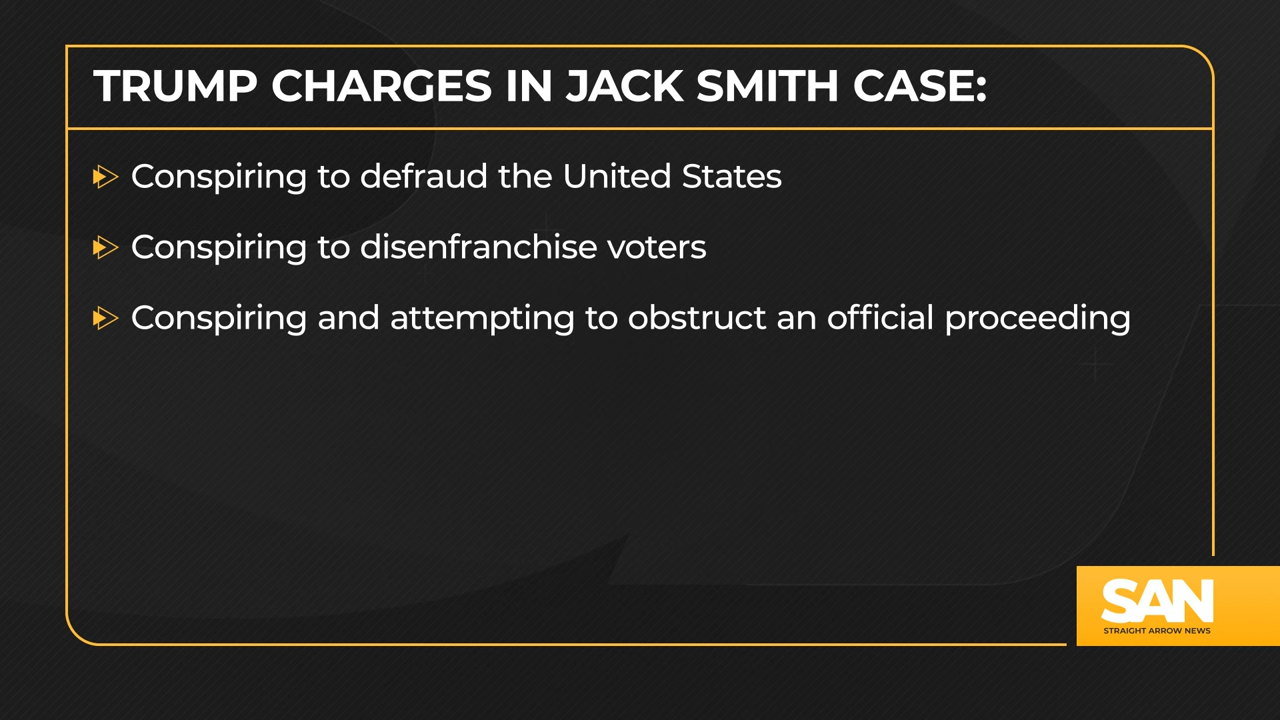 TRUMP CHARGES IN JACK SMITH CASE:
Conspiring to defraud the United States
Conspiring to disenfranchise voters
Conspiring and attempting to obstruct an official proceeding
SAN
STRAIGHT ARROW NEWS